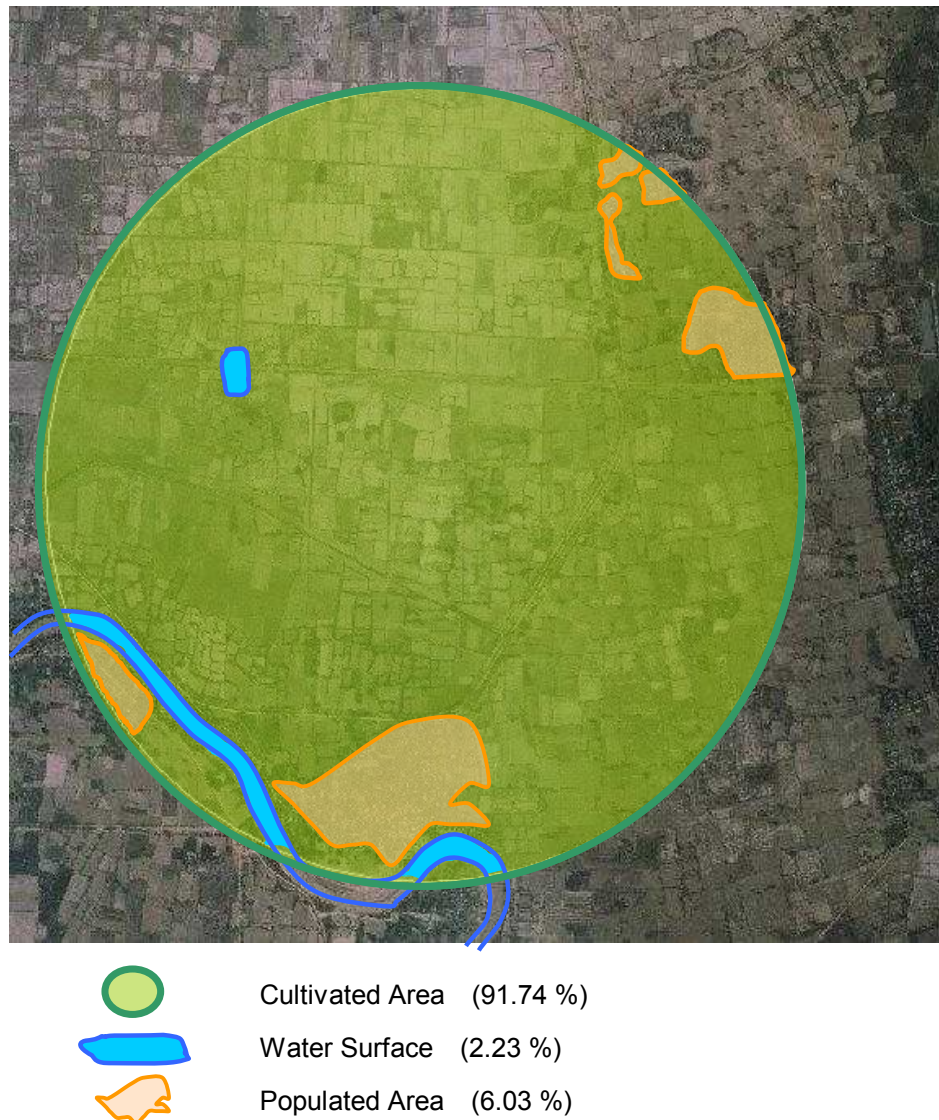 Cultivated Area (91.74 %)
Water Surface (2.23 %)
Populated Area (6.03 %)